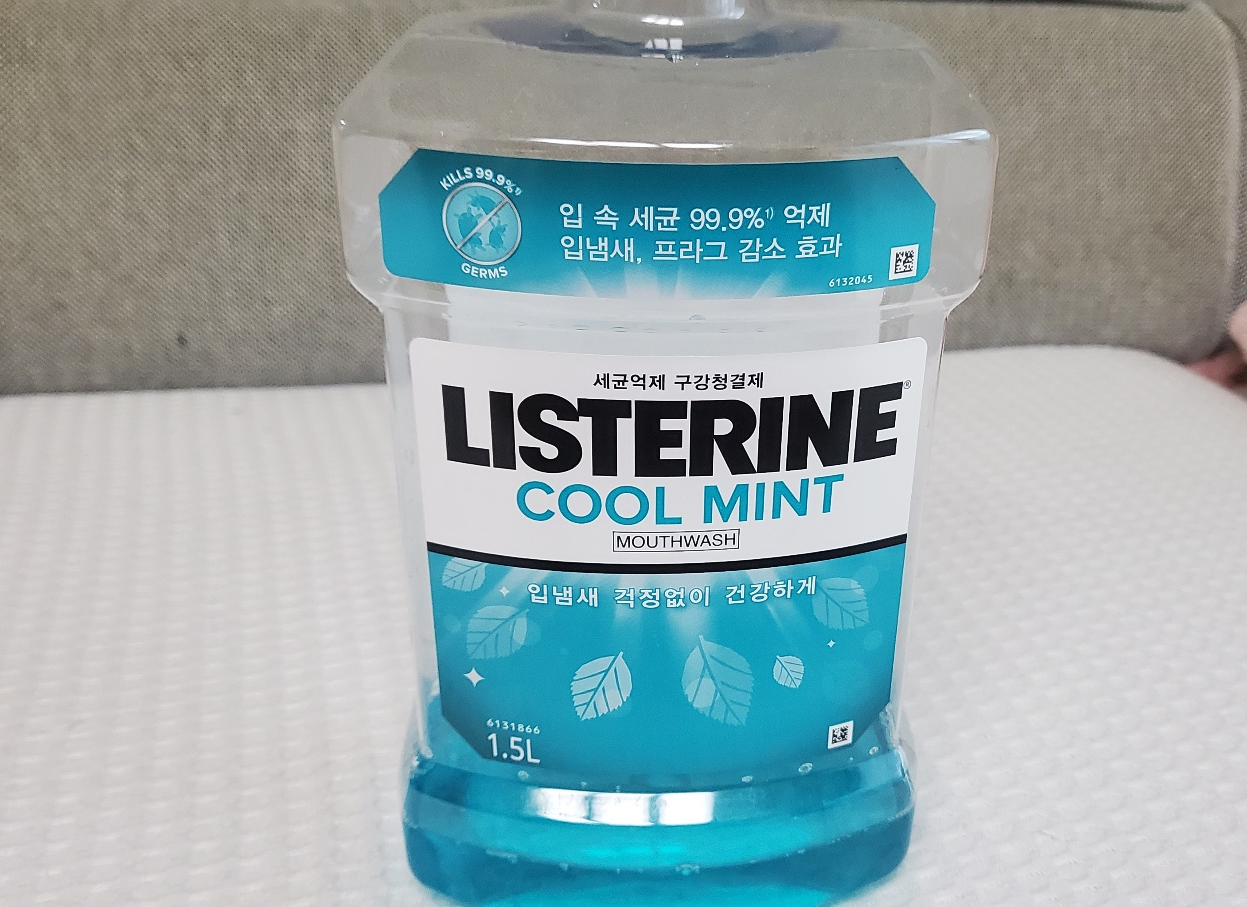 KILLS 99.9%¹⁾
GERMS
입 속 세균 99.9%¹⁾ 억제
입냄새, 프라그 감소 효과
6132045
세균억제 구강청결제
LISTERINE®
COOL MINT
MOUTHWASH
입냄새 걱정없이 건강하게
6131866
1.5L